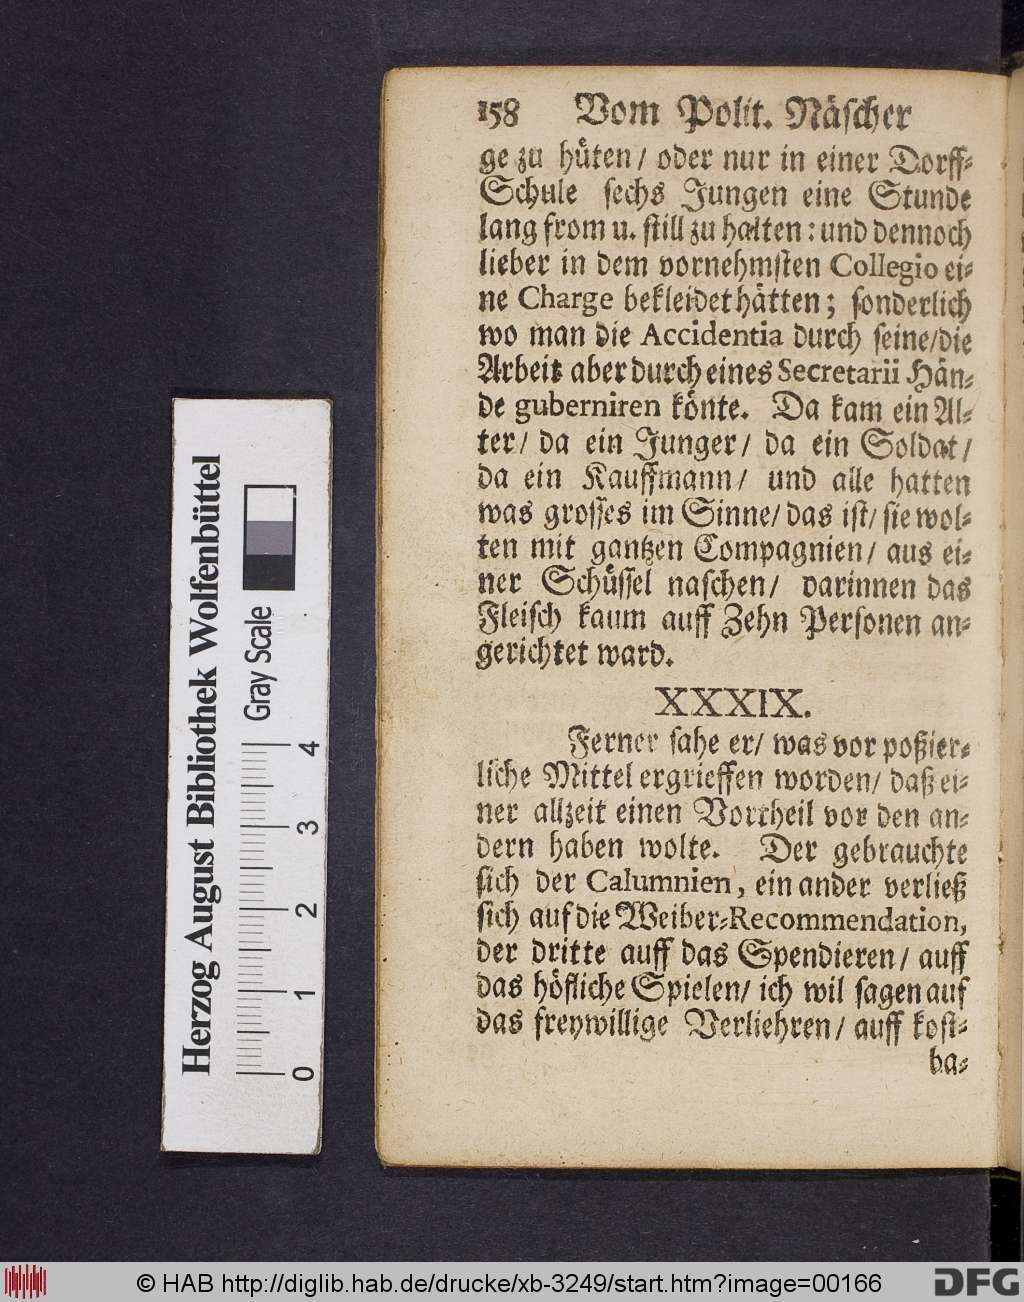 158 Vom Polit. Näscher
ge zu hüten/ oder nur in einer Dorff-
Schule sechs Jungen eine Stunde
lang from u. still zu halten: und dennoch
lieber in dem vornehmsten Collegio ei-
ne Charge bekleidet hätten; sonderlich
wo man die Accidentia durch seine/die
Arbeit aber durch eines Secretarii Hän-
de guberniren könte. Da kam ein Al-
ter/ da ein Junger/ da ein Soldat/
da ein Kauffmann/ und alle hatten
was grosses im Sinne/ das ist/ sie wol-
ten mit gantzen Compagnien/ aus ei-
ner Schüssel naschen/ darinnen das
Fleisch kaum auff Zehn Personen an-
gerichtet ward.
XXXIX.
Ferner sahe er/ was vor poßier-
liche Mittel ergrieffen worden/ daß ei-
ner allzeit einen Vortheil vor den an-
dern haben wolte. Der gebrauchte
sich der Calumnien, ein ander verließ
sich auf die Weiber-Recommendation,
der dritte auff das Spendieren/ auff
das höfliche Spielen/ ich wil sagen auf
das freywillige Verliehren/ auff kost-
ba-
Herzog August Bibliothek Wolfenbüttel
Gray Scale
0 1 2 3 4
© HAB http://diglib.hab.de/drucke/xb-3249/start.htm?image=00166
DFG